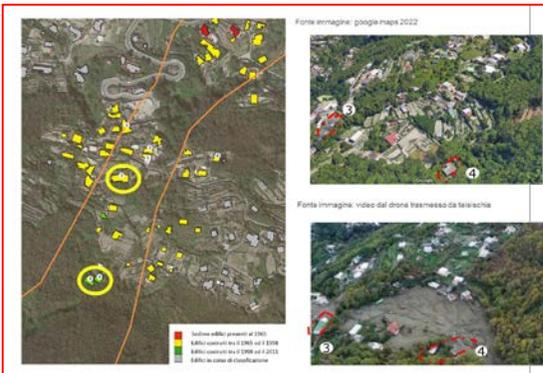 Fonte immagine: google maps 2022
3
4
Fonte immagine: video dal drone trasmesso da teleischia
3
4
Sedime edifici presenti al 1965
Edifici costruiti tra il 1965 ed il 1998
Edifici costruiti tra il 1998 ed il 2011
Edifici in corso di classificazione